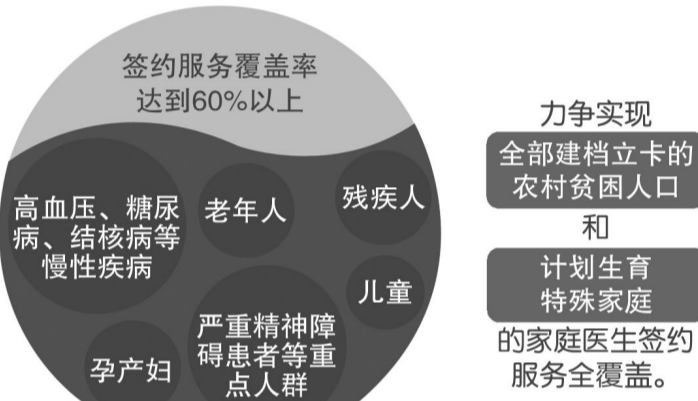 签约服务覆盖率
达到60%以上
高血压、糖尿
病、结核病等
慢性疾病
老年人
残疾人
儿童
孕产妇
严重精神障
碍患者等重
点人群
力争实现
全部建档立卡的
农村贫困人口
和
计划生育
特殊家庭
的家庭医生签约
服务全覆盖。